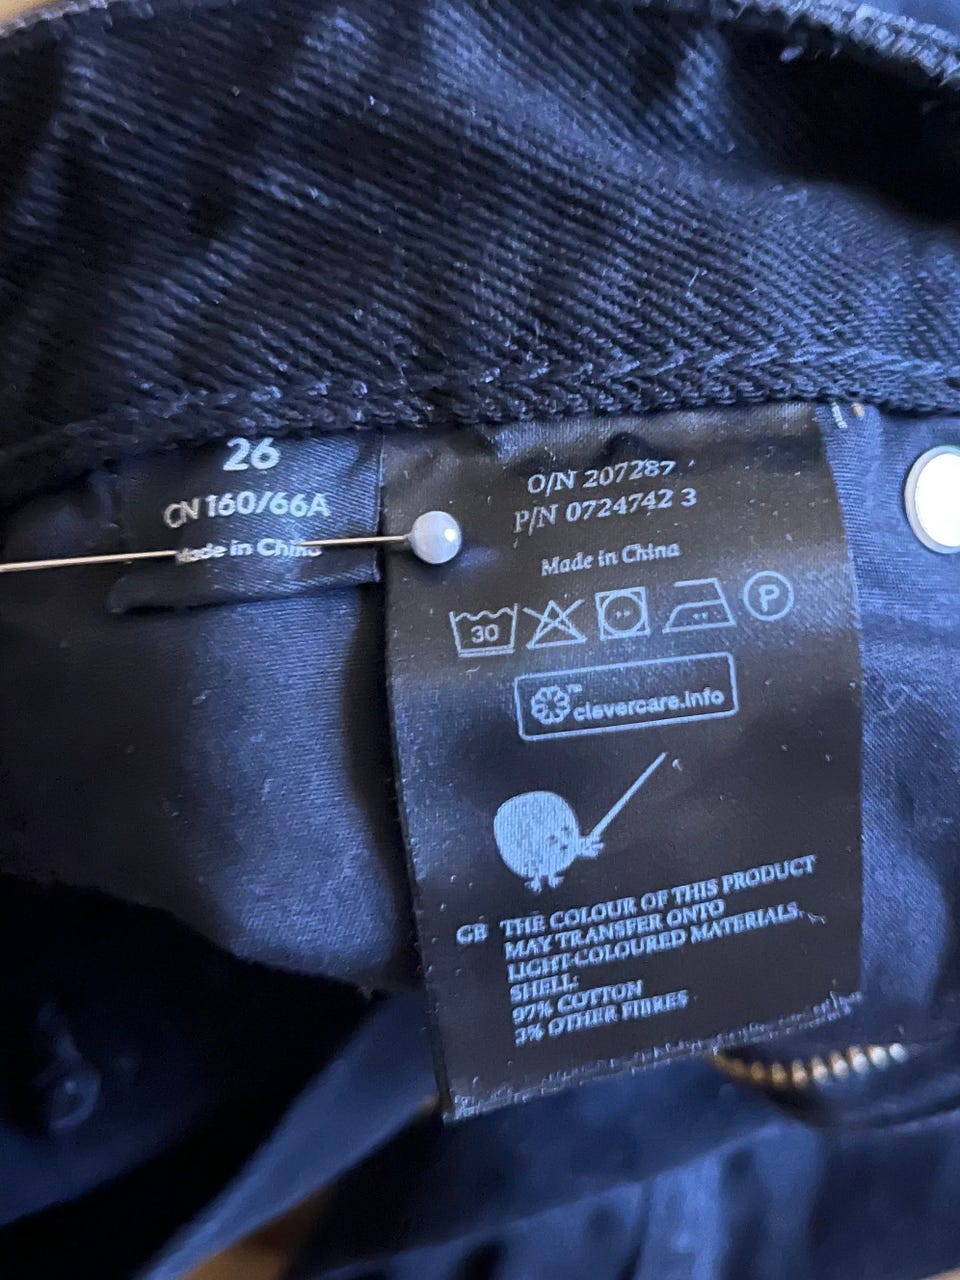 26
CN 160/66A
Made in China
O/N 207287
P/N 0724742 3
Made in China
30
P
clevercare.info
GB THE COLOUR OF THIS PRODUCT
MAY TRANSFER ONTO
LIGHT-COLOURED MATERIALS.
SHELL:
97% COTTON
3% OTHER FIBRES